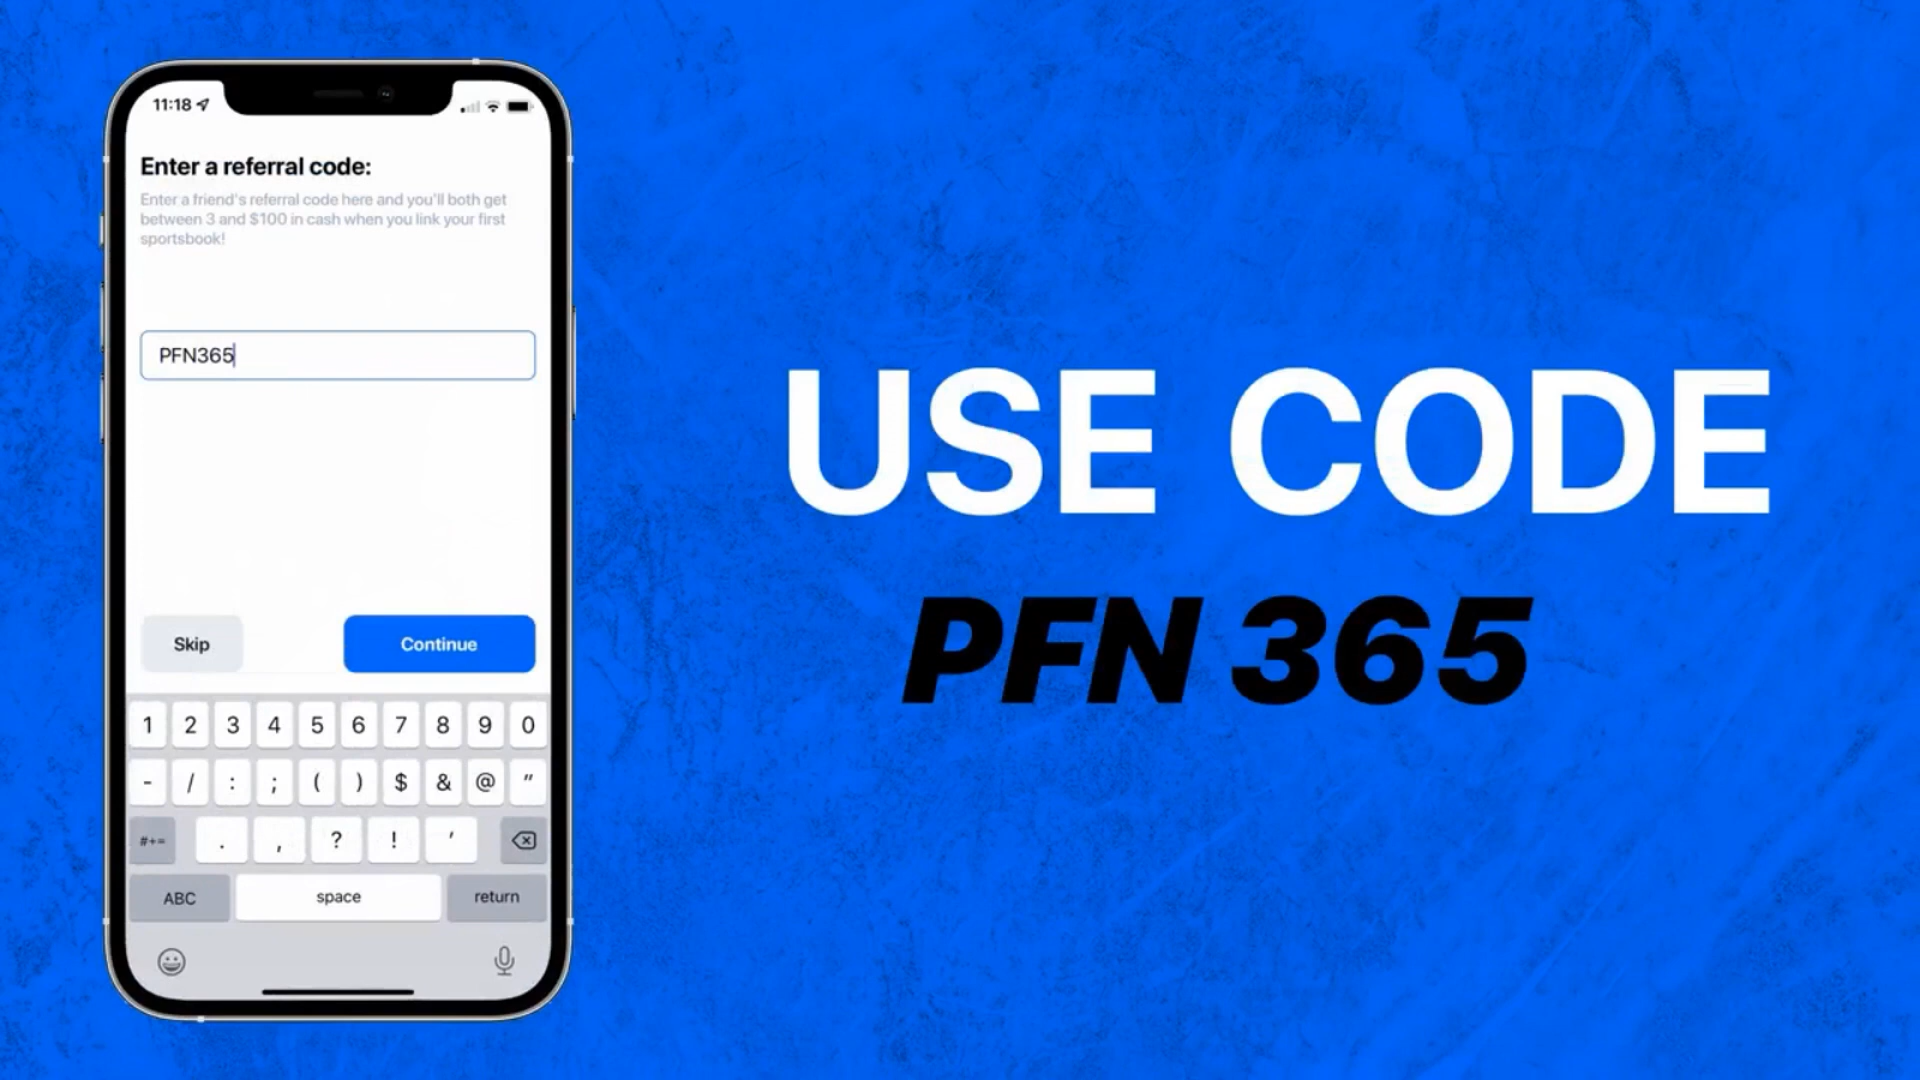 11:18
Enter a referral code:
Enter a friend's referral code here and you'll both get
between 3 and $100 in cash when you link your first
sportsbook!
PFN365
Skip
Continue
1 2 3 4 5 6 7 8 9 0
- / : ; ( ) $ & @ "
#+= . , ? ! '
ABC space return
USE CODE
PFN 365